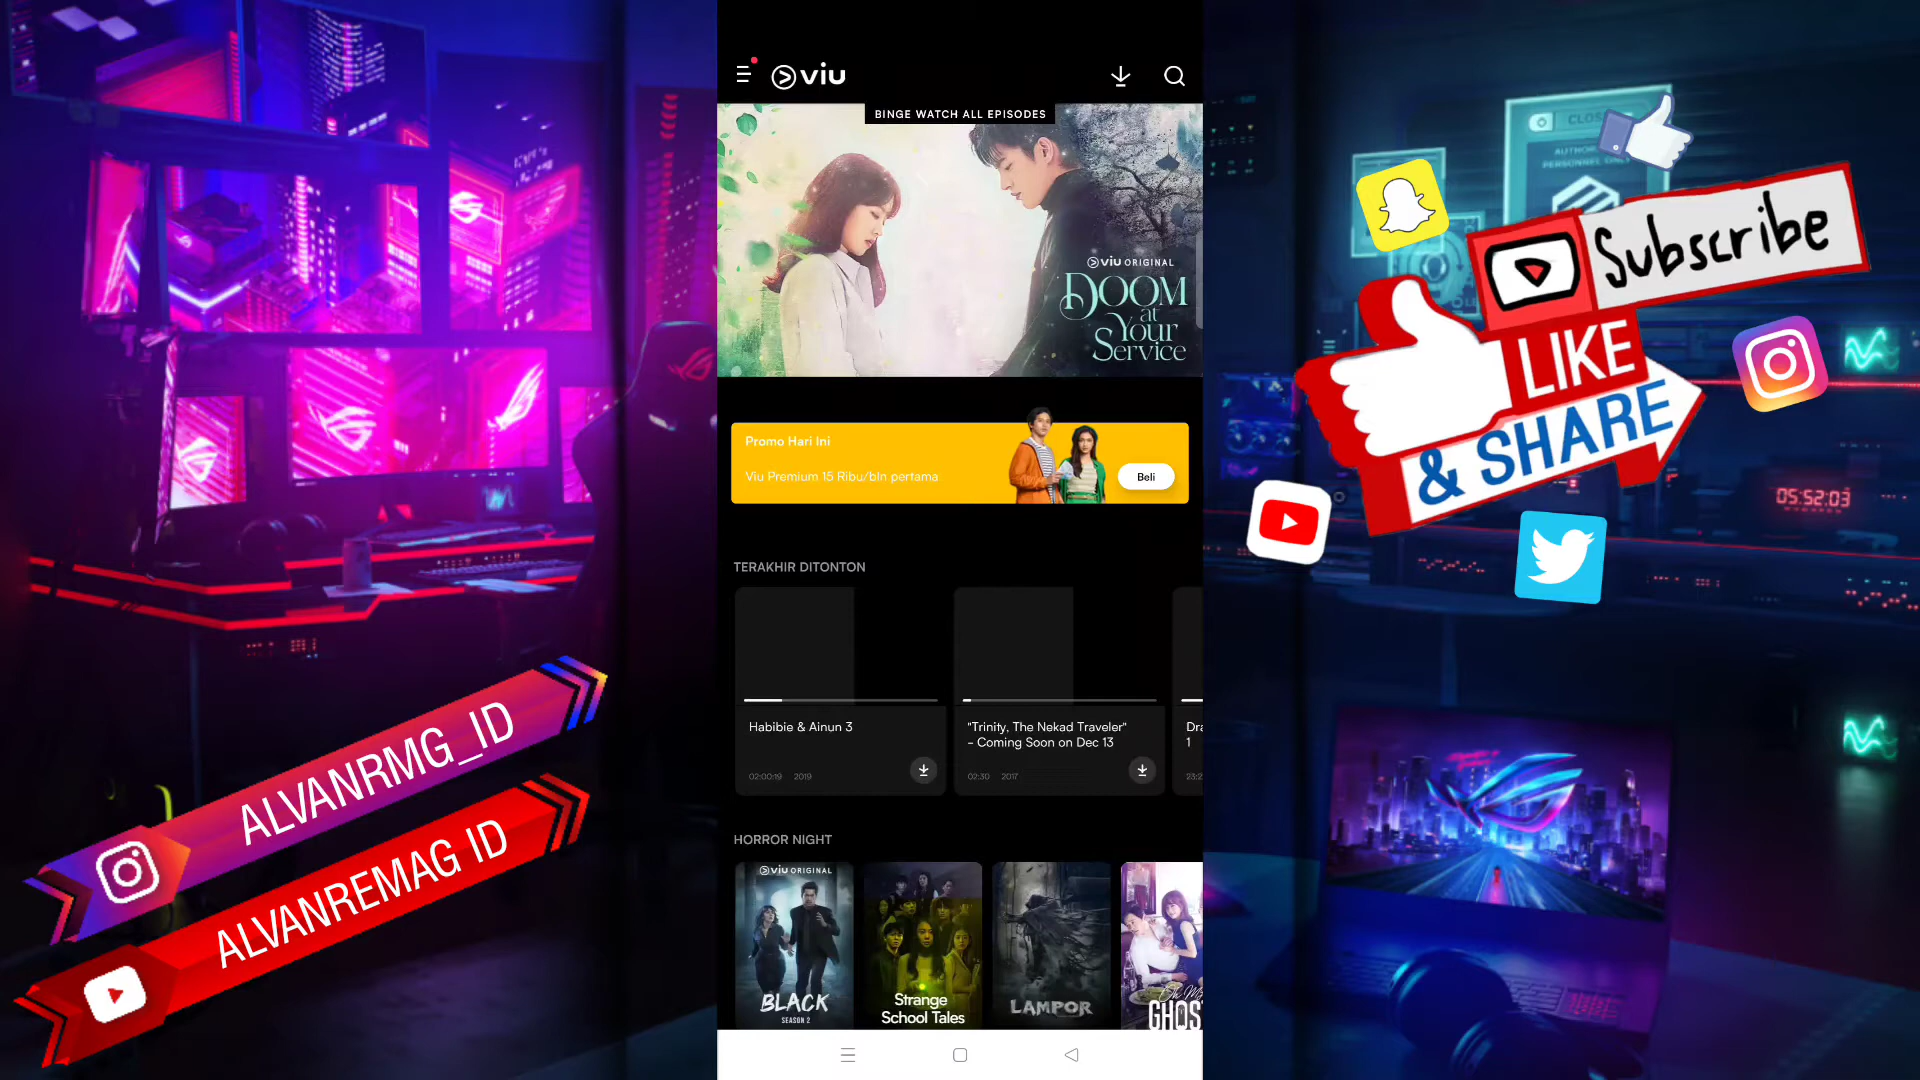 viu
BINGE WATCH ALL EPISODES
viu ORIGINAL
DOOM
at
Your
Service
Promo Hari Ini
Viu Premium 15 Ribu/bln pertama
Beli
TERAKHIR DITONTON
Habibie & Ainun 3
02:00:19 2019
"Trinity, The Nekad Traveler"
- Coming Soon on Dec 13
02:30 2017
1
HORROR NIGHT
viu ORIGINAL
BLACK
SEASON 2
Strange
School Tales
LAMPOR
ALVANRMG_ID
ALVANREMAG ID
Subscribe
LIKE
& SHARE
05:52:03